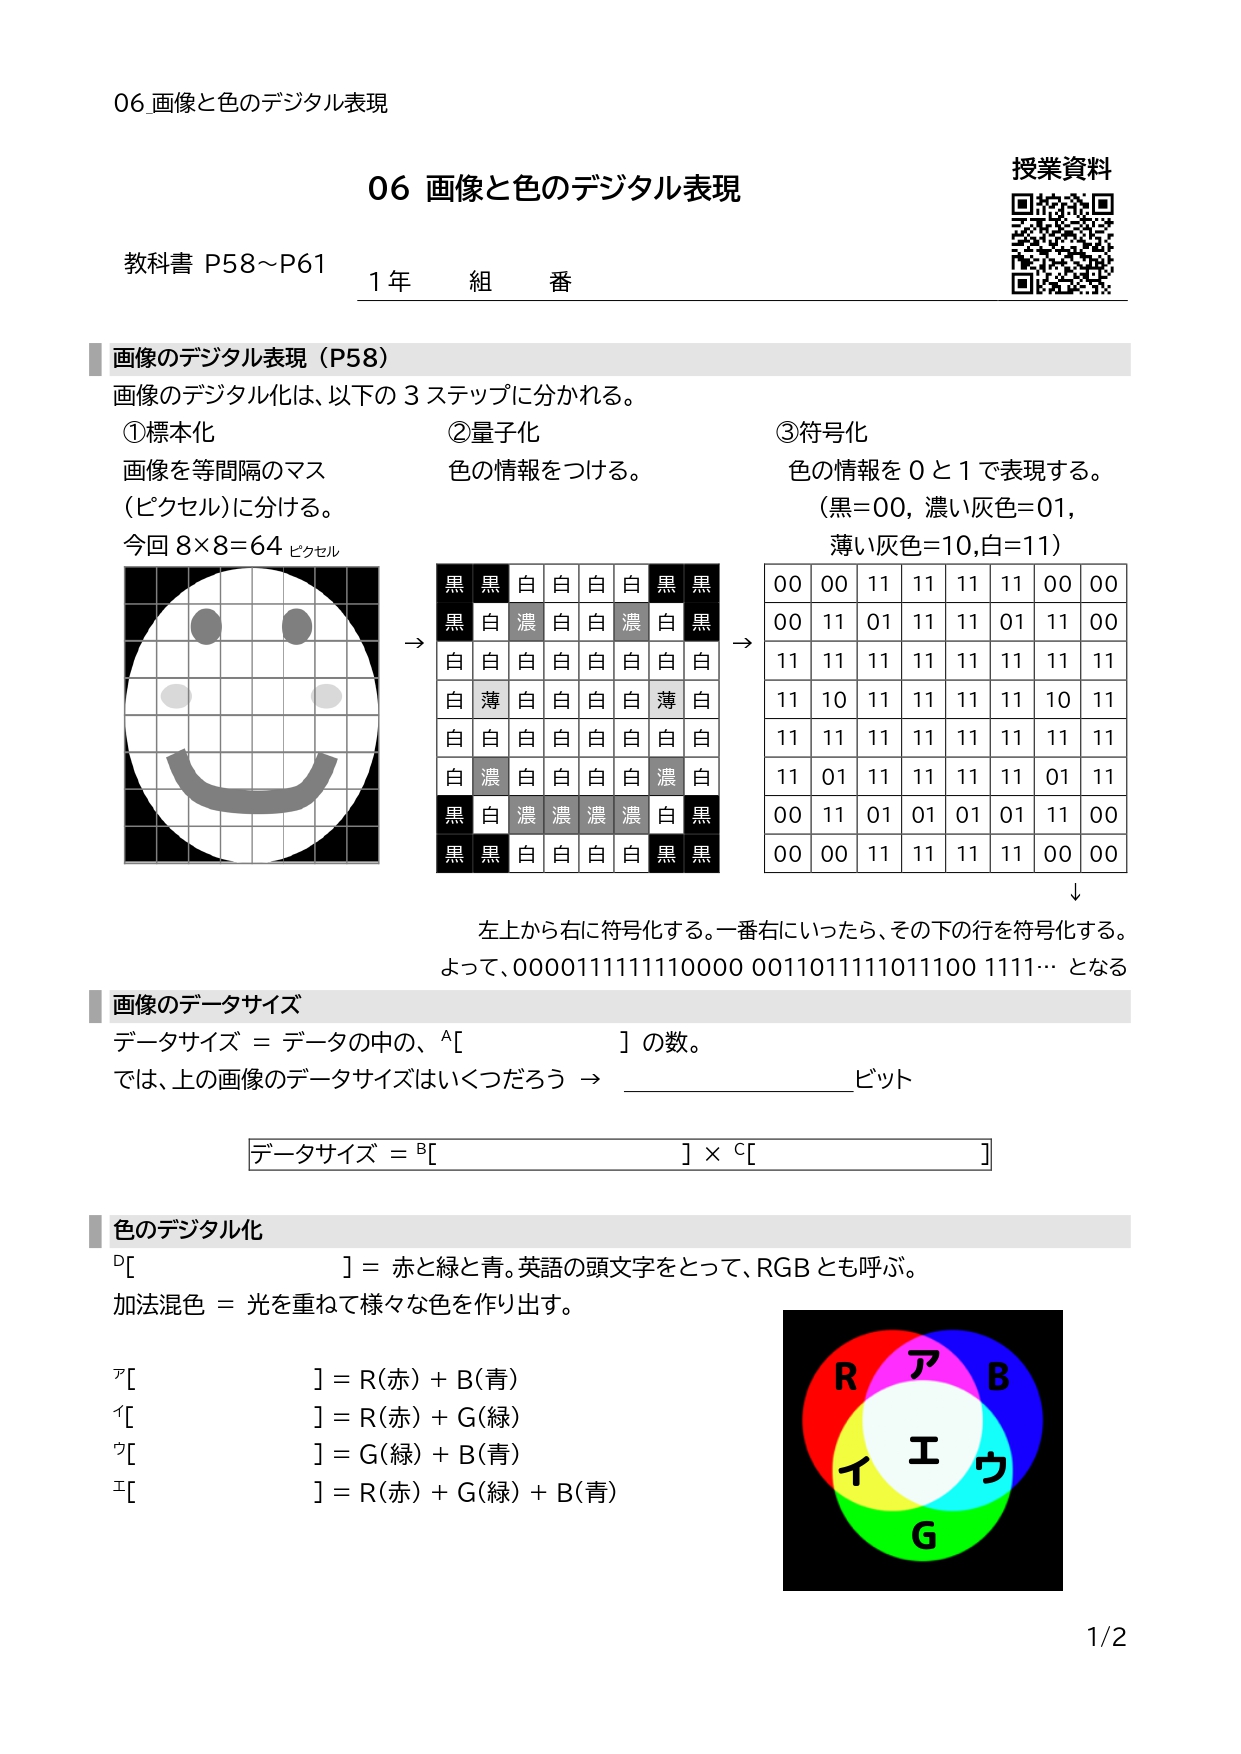 06_画像と色のデジタル表現
授業資料
06 画像と色のデジタル表現
教科書 P58～P61
1年 組 番
画像のデジタル表現（P58）
画像のデジタル化は、以下の 3 ステップに分かれる。
①標本化
画像を等間隔のマス
（ピクセル）に分ける。
今回 8×8=64 ピクセル
②量子化
色の情報をつける。
③符号化
色の情報を 0 と 1 で表現する。
（黒=00, 濃い灰色=01,
薄い灰色=10,白=11）
→
黒 黒 白 白 白 白 黒 黒
黒 白 濃 白 白 濃 白 黒
白 白 白 白 白 白 白 白
白 薄 白 白 白 白 薄 白
白 白 白 白 白 白 白 白
白 濃 白 白 白 白 濃 白
黒 白 濃 濃 濃 濃 白 黒
黒 黒 白 白 白 白 黒 黒
→
00 00 11 11 11 11 00 00
00 11 01 11 11 01 11 00
11 11 11 11 11 11 11 11
11 10 11 11 11 11 10 11
11 11 11 11 11 11 11 11
11 01 11 11 11 11 01 11
00 11 01 01 01 01 11 00
00 00 11 11 11 11 00 00
↓
左上から右に符号化する。一番右にいったら、その下の行を符号化する。
よって、0000111111110000 0011011111011100 1111… となる
画像のデータサイズ
データサイズ ＝ データの中の、A[ ] の数。
では、上の画像のデータサイズはいくつだろう → ＿＿＿＿＿＿＿＿ビット
データサイズ ＝ B[ ] × C[ ]
色のデジタル化
D[ ] ＝ 赤と緑と青。英語の頭文字をとって、RGB とも呼ぶ。
加法混色 ＝ 光を重ねて様々な色を作り出す。
ア[ ] ＝ R（赤） ＋ B（青）
イ[ ] ＝ R（赤） ＋ G（緑）
ウ[ ] ＝ G（緑） ＋ B（青）
エ[ ] ＝ R（赤） ＋ G（緑） ＋ B（青）
R ア B
イ エ ウ
G
1/2